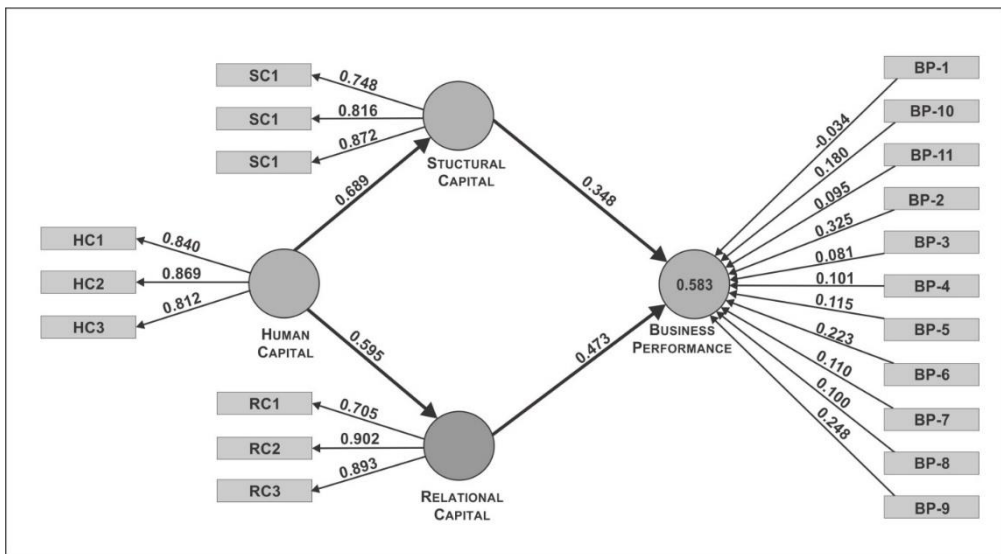 SC1
0.748
SC1
0.816
SC1
0.872
STUCTURAL
CAPITAL
0.689
0.348
HC1
0.840
HC2
0.869
HC3
0.812
HUMAN
CAPITAL
0.595
0.473
RC1
0.705
RC2
0.902
RC3
0.893
RELATIONAL
CAPITAL
0.583
BUSINESS
PERFORMANCE
BP-1
-0.034
BP-10
0.180
BP-11
0.095
BP-2
0.325
BP-3
0.081
BP-4
0.101
BP-5
0.115
BP-6
0.223
BP-7
0.110
BP-8
0.100
BP-9
0.248